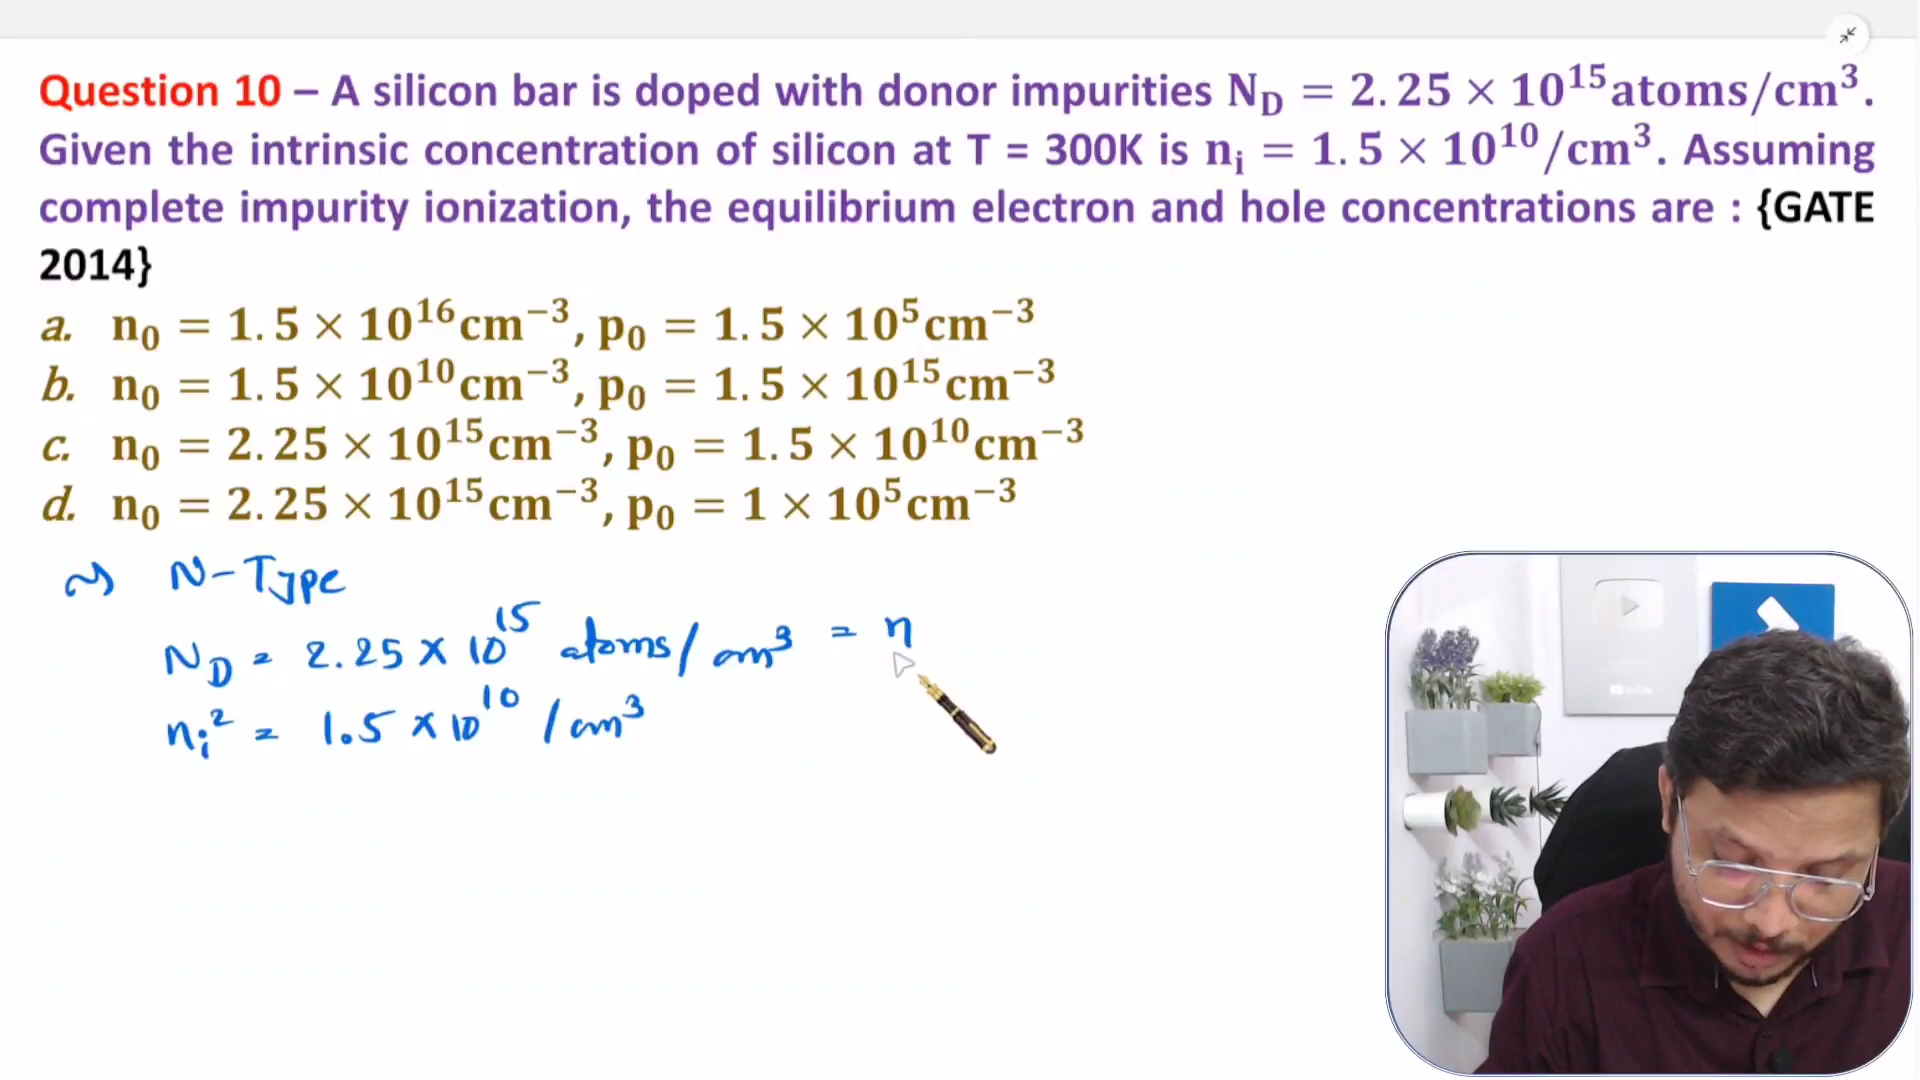 Question 10 – A silicon bar is doped with donor impurities N_D = 2.25 × 10^15 atoms/cm^3.
Given the intrinsic concentration of silicon at T = 300K is n_i = 1.5 × 10^10/cm^3. Assuming
complete impurity ionization, the equilibrium electron and hole concentrations are : {GATE
2014}
a. n_0 = 1.5 × 10^16 cm^−3, p_0 = 1.5 × 10^5 cm^−3
b. n_0 = 1.5 × 10^10 cm^−3, p_0 = 1.5 × 10^15 cm^−3
c. n_0 = 2.25 × 10^15 cm^−3, p_0 = 1.5 × 10^10 cm^−3
d. n_0 = 2.25 × 10^15 cm^−3, p_0 = 1 × 10^5 cm^−3
N-Type
N_D = 2.25 × 10^15 atoms/cm^3 = n
n_i^2 = 1.5 × 10^10 /cm^3